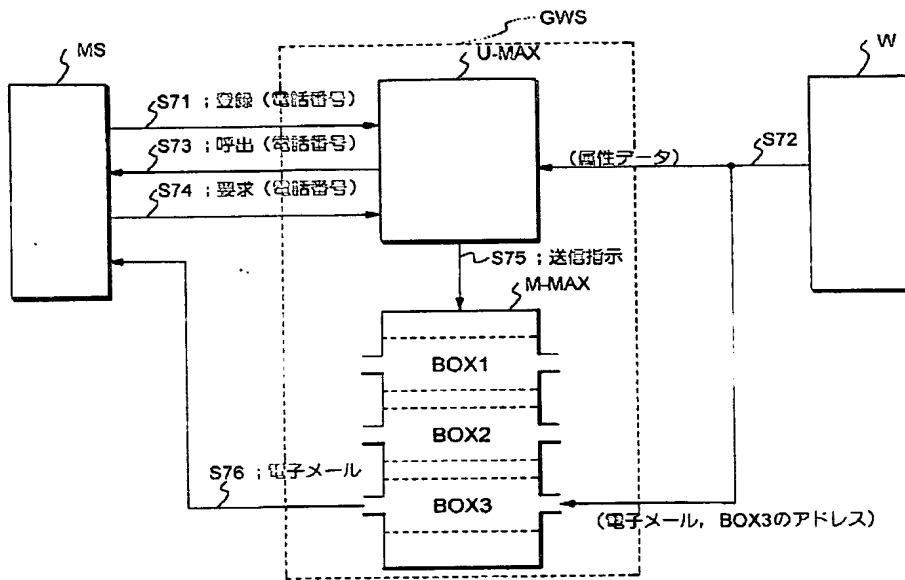 GWS
MS
U-MAX
W
S71 ; 登録 (電話番号)
S73 ; 呼出 (電話番号)
S72
(属性データ)
S74 ; 要求 (電話番号)
S75 ; 送信指示
M-MAX
BOX1
BOX2
S76 ; 電子メール
BOX3
(電子メール, BOX3のアドレス)